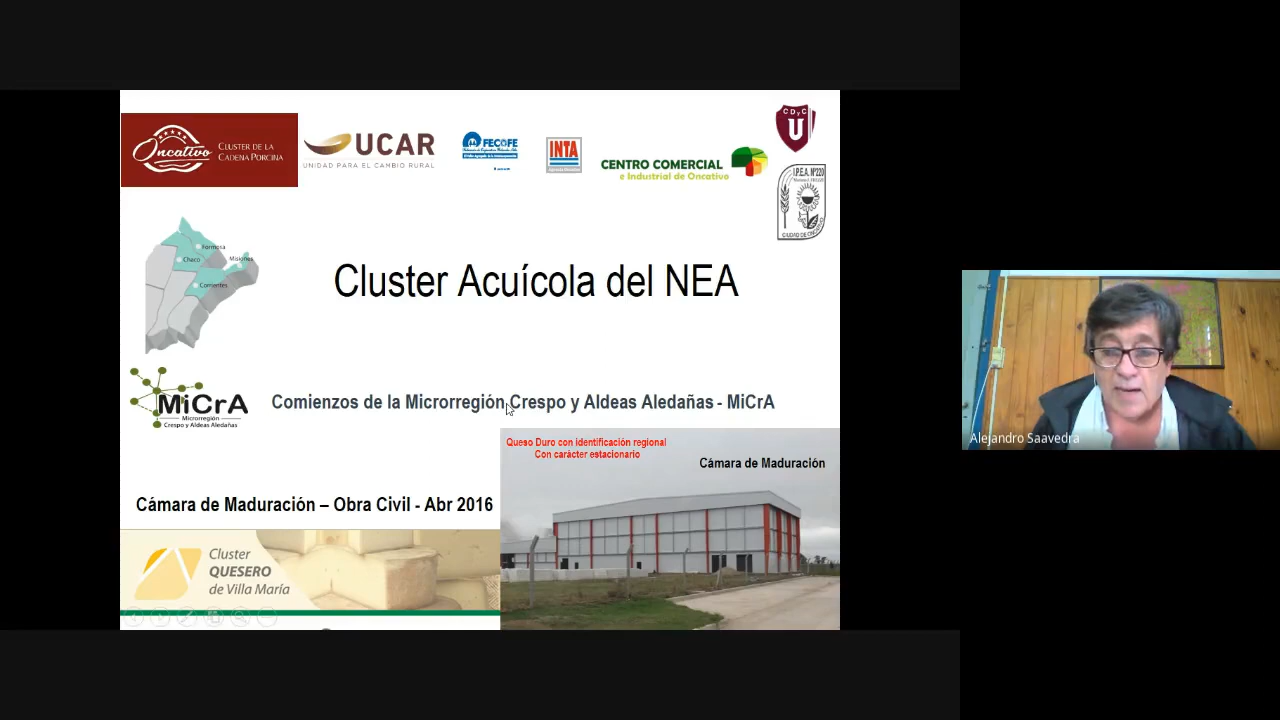 Oncativo
CLUSTER DE LA
CADENA PORCINA
UCAR
UNIDAD PARA EL CAMBIO RURAL
FECOFE
INTA
CENTRO COMERCIAL
e Industrial de Oncativo
C D y C
U
I.P.E.A. Nº220
CIUDAD DE ONCATIVO
Formosa
Chaco
Misiones
Corrientes
Cluster Acuícola del NEA
MiCrA
Microrregión
Crespo y Aldeas Aledañas
Comienzos de la Microrregión Crespo y Aldeas Aledañas - MiCrA
Queso Duro con identificación regional
Con carácter estacionario
Cámara de Maduración
Cámara de Maduración – Obra Civil - Abr 2016
Cluster
QUESERO
de Villa María
Alejandro Saavedra